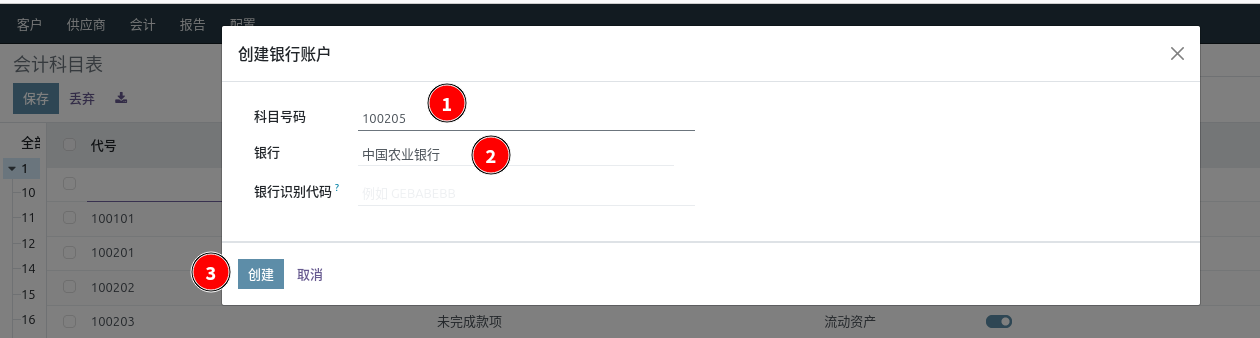 客户 供应商 会计 报告 配置
创建银行账户
会计科目表
保存 丢弃
科目号码 100205
1
银行 中国农业银行
2
银行识别代码 ? 例如 GEBABEBB
全部 代号
1
10
11 100101
12 100201
14
15 100202
16 100203 未完成款项 流动资产
3
创建 取消